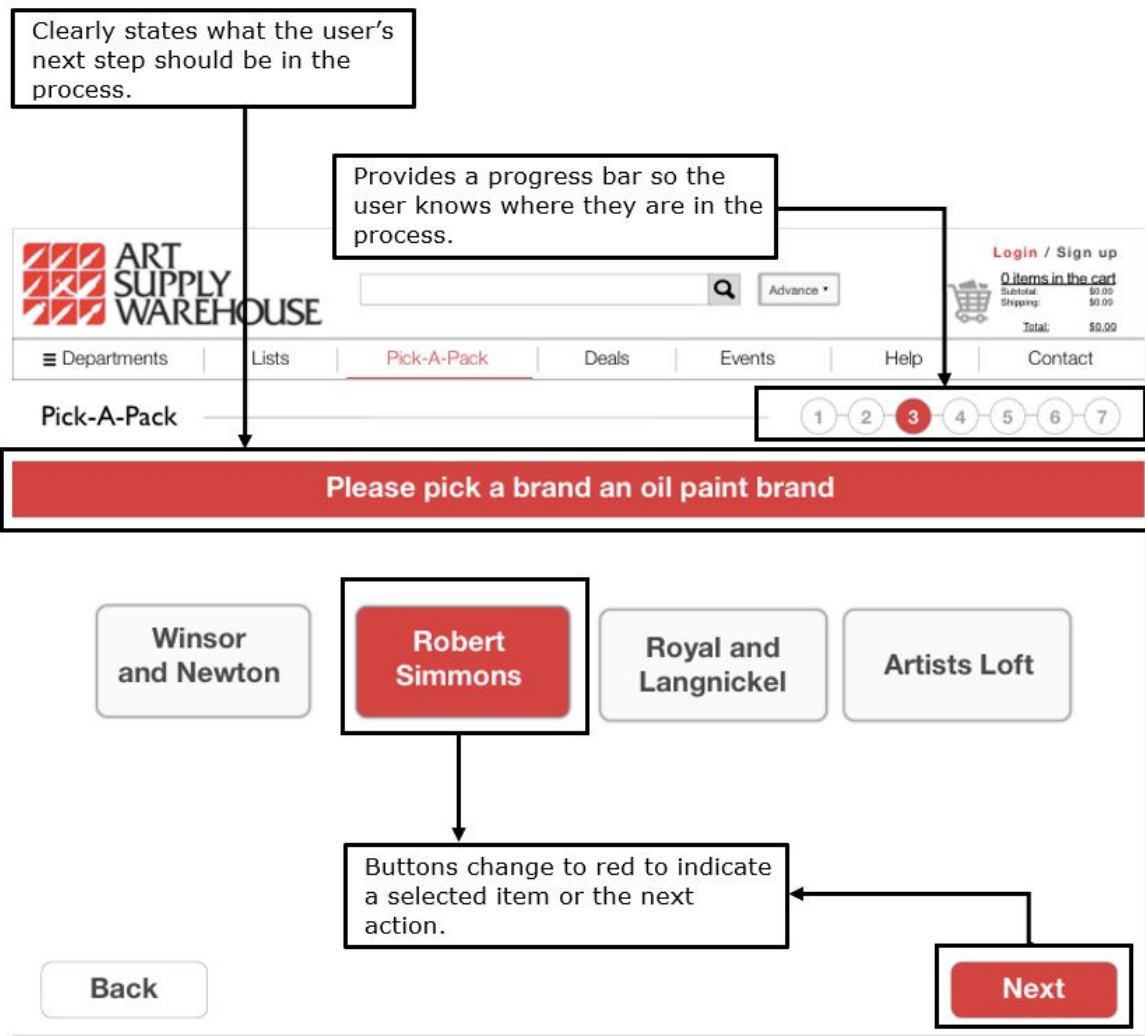 Clearly states what the user's
next step should be in the
process.
Provides a progress bar so the
user knows where they are in the
process.
ART
SUPPLY
WAREHOUSE
Advance
Login / Sign up
0 items in the cart
Subtotal: $0.00
Shipping: $0.00
Total: $0.00
Departments Lists Pick-A-Pack Deals Events Help Contact
Pick-A-Pack 1 2 3 4 5 6 7
Please pick a brand an oil paint brand
Winsor
and Newton
Robert
Simmons
Royal and
Langnickel
Artists Loft
Buttons change to red to indicate
a selected item or the next
action.
Back Next